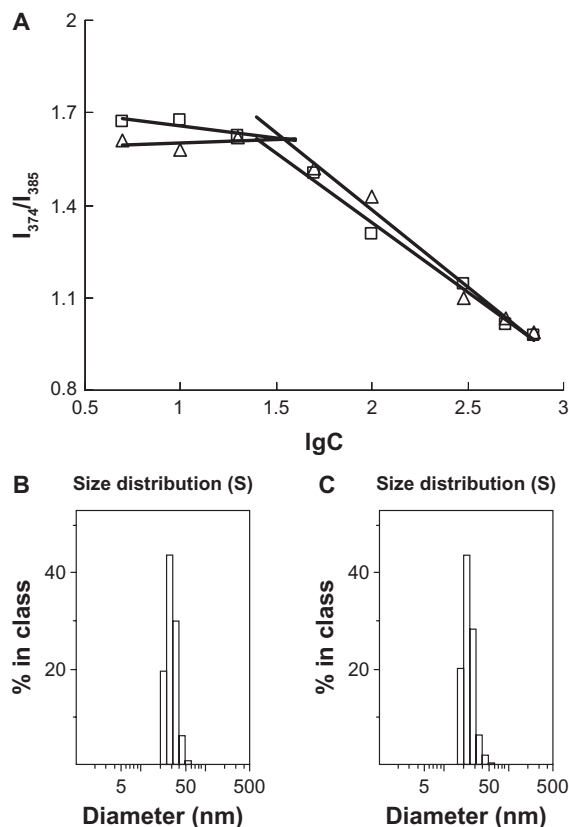 A
2
1.7
1.4
1.1
0.8
I374/I385
0.5 1 1.5 2 2.5 3
lgC
B Size distribution (S)
% in class
40
20
5 50 500
Diameter (nm)
C Size distribution (S)
% in class
40
20
5 50 500
Diameter (nm)